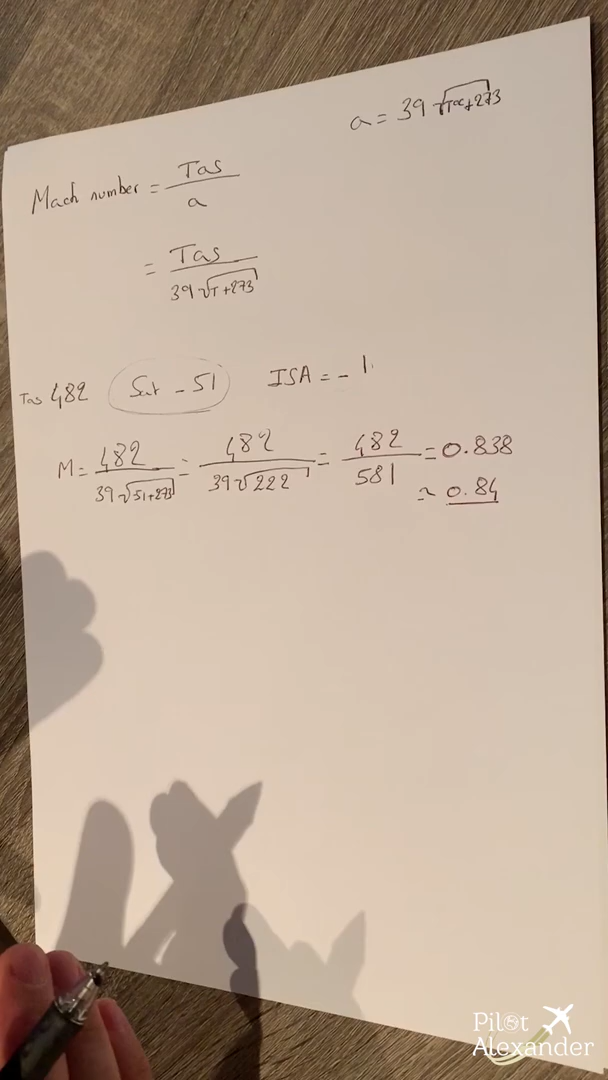 a = 39 √T°c+273
Mach number = Tas / a
= Tas / 39 √T+273
Tas 482 Sat - 51 ISA = - 1
M = 482 / 39 √-51+273 = 482 / 39 √222 = 482 / 581 = 0.838
≈ 0.84
Pilot
Alexander